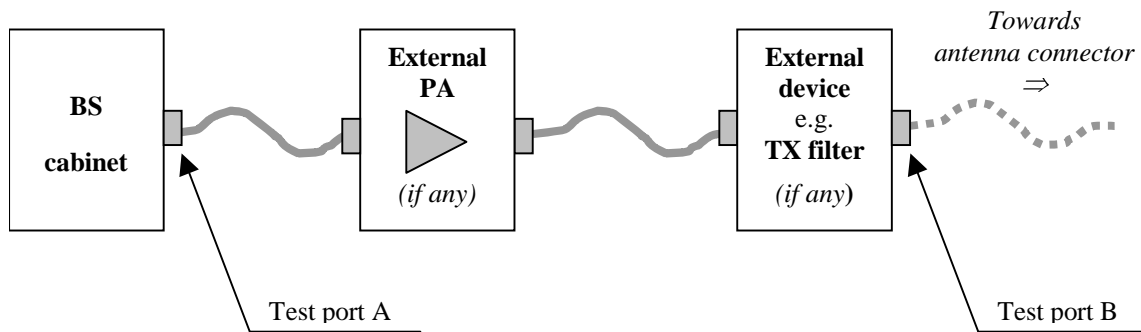 BS
cabinet
External
PA
(if any)
External
device
e.g.
TX filter
(if any)
Towards
antenna connector
⇒
Test port A
Test port B